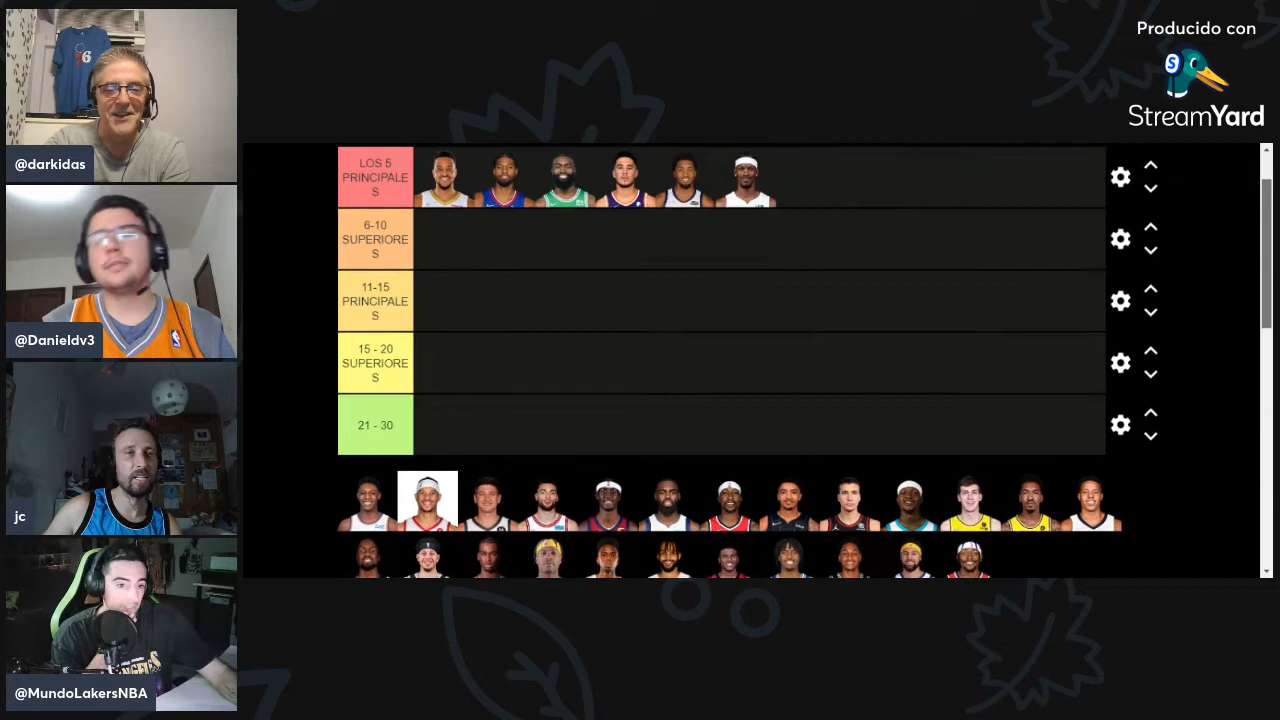 Producido con
StreamYard
@darkidas
@Danieldv3
jc
@MundoLakersNBA
LOS 5
PRINCIPALE
S
6-10
SUPERIORE
S
11-15
PRINCIPALE
S
15 - 20
SUPERIORE
S
21 - 30